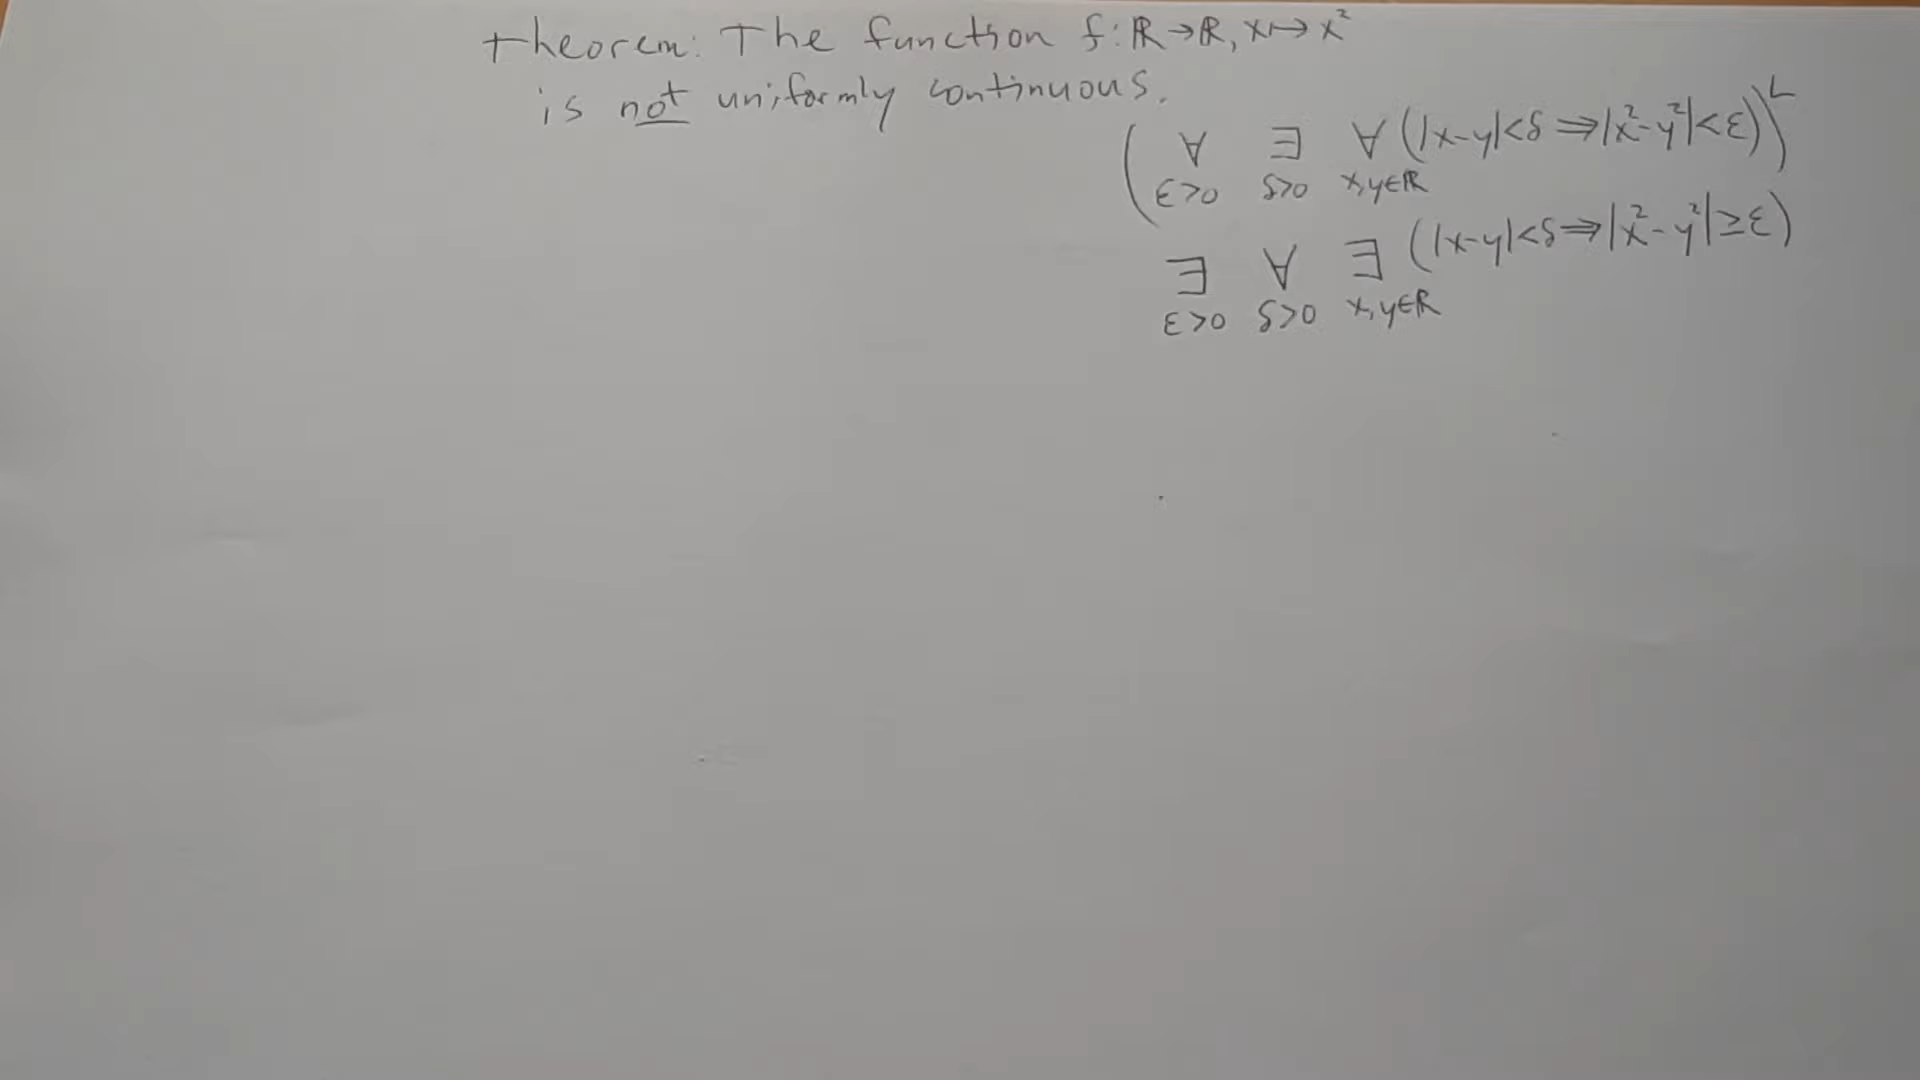 theorem: The function f:ℝ→ℝ, x↦x²
is not uniformly continuous.
( ∀ ∃ ∀ (|x-y|<δ ⇒ |x²-y²|<ε))ᒪ
ε>0 δ>0 x,y∈ℝ
∃ ∀ ∃ (|x-y|<δ ⇒ |x²-y²|≥ε)
ε>0 δ>0 x,y∈ℝ